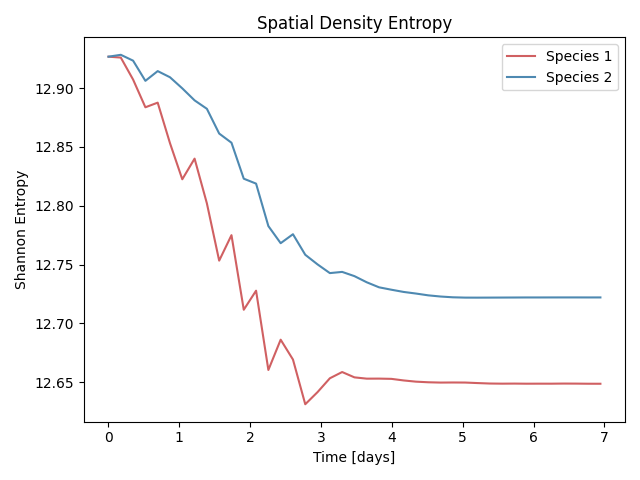 Spatial Density Entropy
Species 1
Species 2
Shannon Entropy
12.90
12.85
12.80
12.75
12.70
12.65
0 1 2 3 4 5 6 7
Time [days]